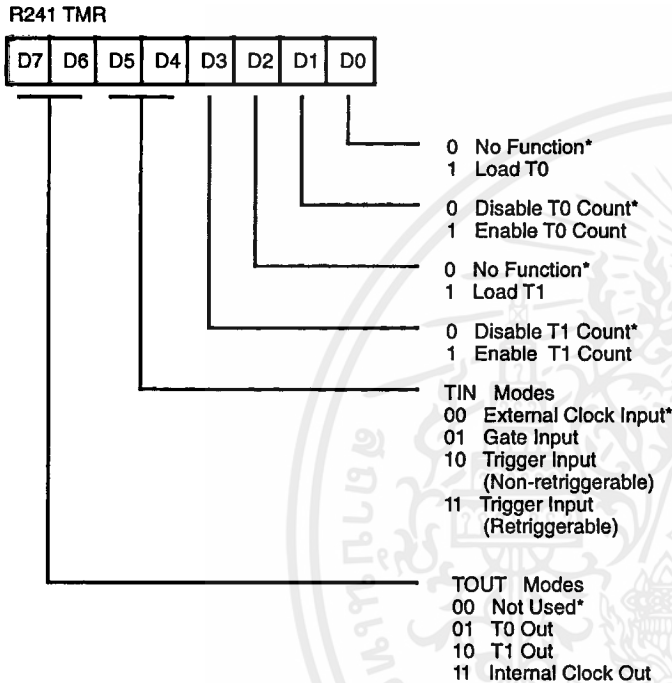 R241 TMR
D7 D6 D5 D4 D3 D2 D1 D0
0 No Function*
1 Load T0
0 Disable T0 Count*
1 Enable T0 Count
0 No Function*
1 Load T1
0 Disable T1 Count*
1 Enable T1 Count
TIN Modes
00 External Clock Input*
01 Gate Input
10 Trigger Input
(Non-retriggerable)
11 Trigger Input
(Retriggerable)
TOUT Modes
00 Not Used*
01 T0 Out
10 T1 Out
11 Internal Clock Out